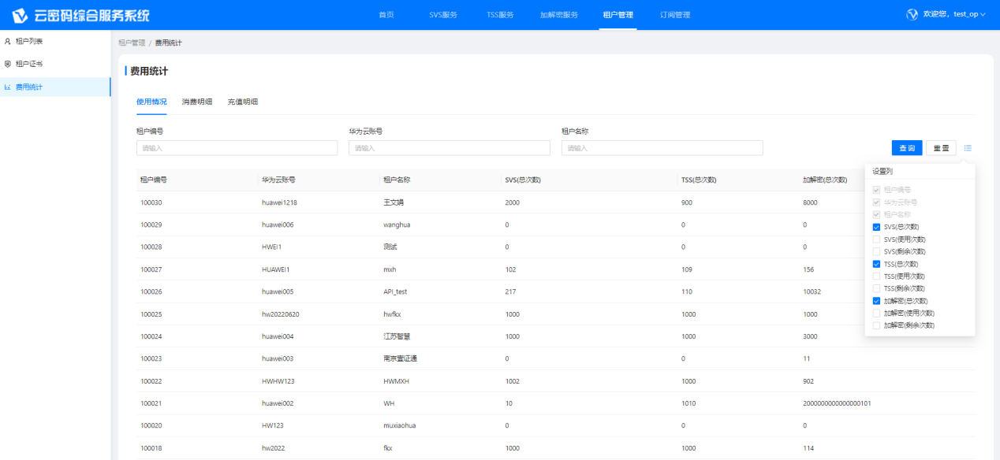 云密码综合服务系统 首页 SVS服务 TSS服务 加解密服务 租户管理 订阅管理 欢迎您，test_op
租户列表
租户证书
费用统计
租户管理 / 费用统计
费用统计
使用情况 消费明细 充值明细
租户编号 华为云账号 租户名称
请输入 请输入 请输入 查 询 重 置
租户编号 华为云账号 租户名称 SVS(总次数) TSS(总次数) 加解密(总次数)
100030 huawei1218 王文娟 2000 900 8000
100029 huawei006 wanghua 0 0 0
100028 HWEI1 测试 0 0 0
100027 HUAWEI1 mxh 102 109 156
100026 huawei005 API_test 217 110 10032
100025 hw20220620 hwfkx 1000 1000 1000
100024 huawei004 江苏智慧 1000 1000 3000
100023 huawei003 南京壹证通 0 0 11
100022 HWHW123 HWMXH 1002 1000 902
100021 huawei002 WH 10 1010 2000000000000000101
100020 HW123 muxiaohua 0 0 0
100018 hw2022 fkx 1000 1000 114
设置列
租户编号
华为云账号
租户名称
SVS(总次数)
SVS(使用次数)
SVS(剩余次数)
TSS(总次数)
TSS(使用次数)
TSS(剩余次数)
加解密(总次数)
加解密(使用次数)
加解密(剩余次数)